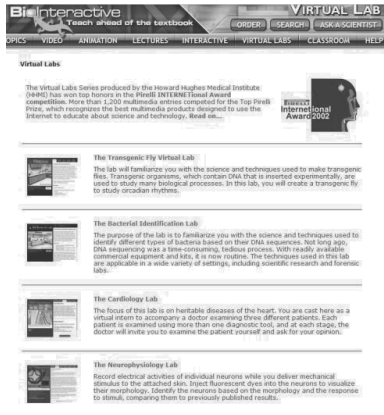 BioInteractive
Teach ahead of the textbook
VIRTUAL LAB
ORDER SEARCH ASK A SCIENTIST
OPICS VIDEO ANIMATION LECTURES INTERACTIVE VIRTUAL LABS CLASSROOM HELP
Virtual Labs
The Virtual Labs Series produced by the Howard Hughes Medical Institute
(HHMI) has won top honors in the Pirelli INTERNETional Award
competition. More than 1,200 multimedia entries competed for the Top Pirelli
Prize, which recognizes the best multimedia products designed to use the
Internet to educate about science and technology. Read on...
International
Award 2002
The Transgenic Fly Virtual Lab
The lab will familiarize you with the science and techniques used to make transgenic
flies. Transgenic organisms, which contain DNA that is inserted experimentally, are
used to study many biological processes. In this lab, you will create a transgenic fly
to study circadian rhythms.
The Bacterial Identification Lab
The purpose of the lab is to familiarize you with the science and techniques used to
identify different types of bacteria based on their DNA sequences. Not long ago,
DNA sequencing was a time-consuming, tedious process. With readily available
commercial equipment and kits, it is now routine. The techniques used in this lab
are applicable in a wide variety of settings, including scientific research and forensic
labs.
The Cardiology Lab
The focus of this lab is on heritable diseases of the heart. You are cast here as a
virtual intern to accompany a doctor examining three different patients. Each
patient is examined using more than one diagnostic tool, and at each stage, the
doctor will invite you to examine the patient yourself and ask for your opinion.
The Neurophysiology Lab
Record electrical activities of individual neurons while you deliver mechanical
stimulus to the attached skin. Inject fluorescent dyes into the neurons to visualize
their morphology. Identify the neurons based on the morphology and the response
to stimuli, comparing them to previously published results.